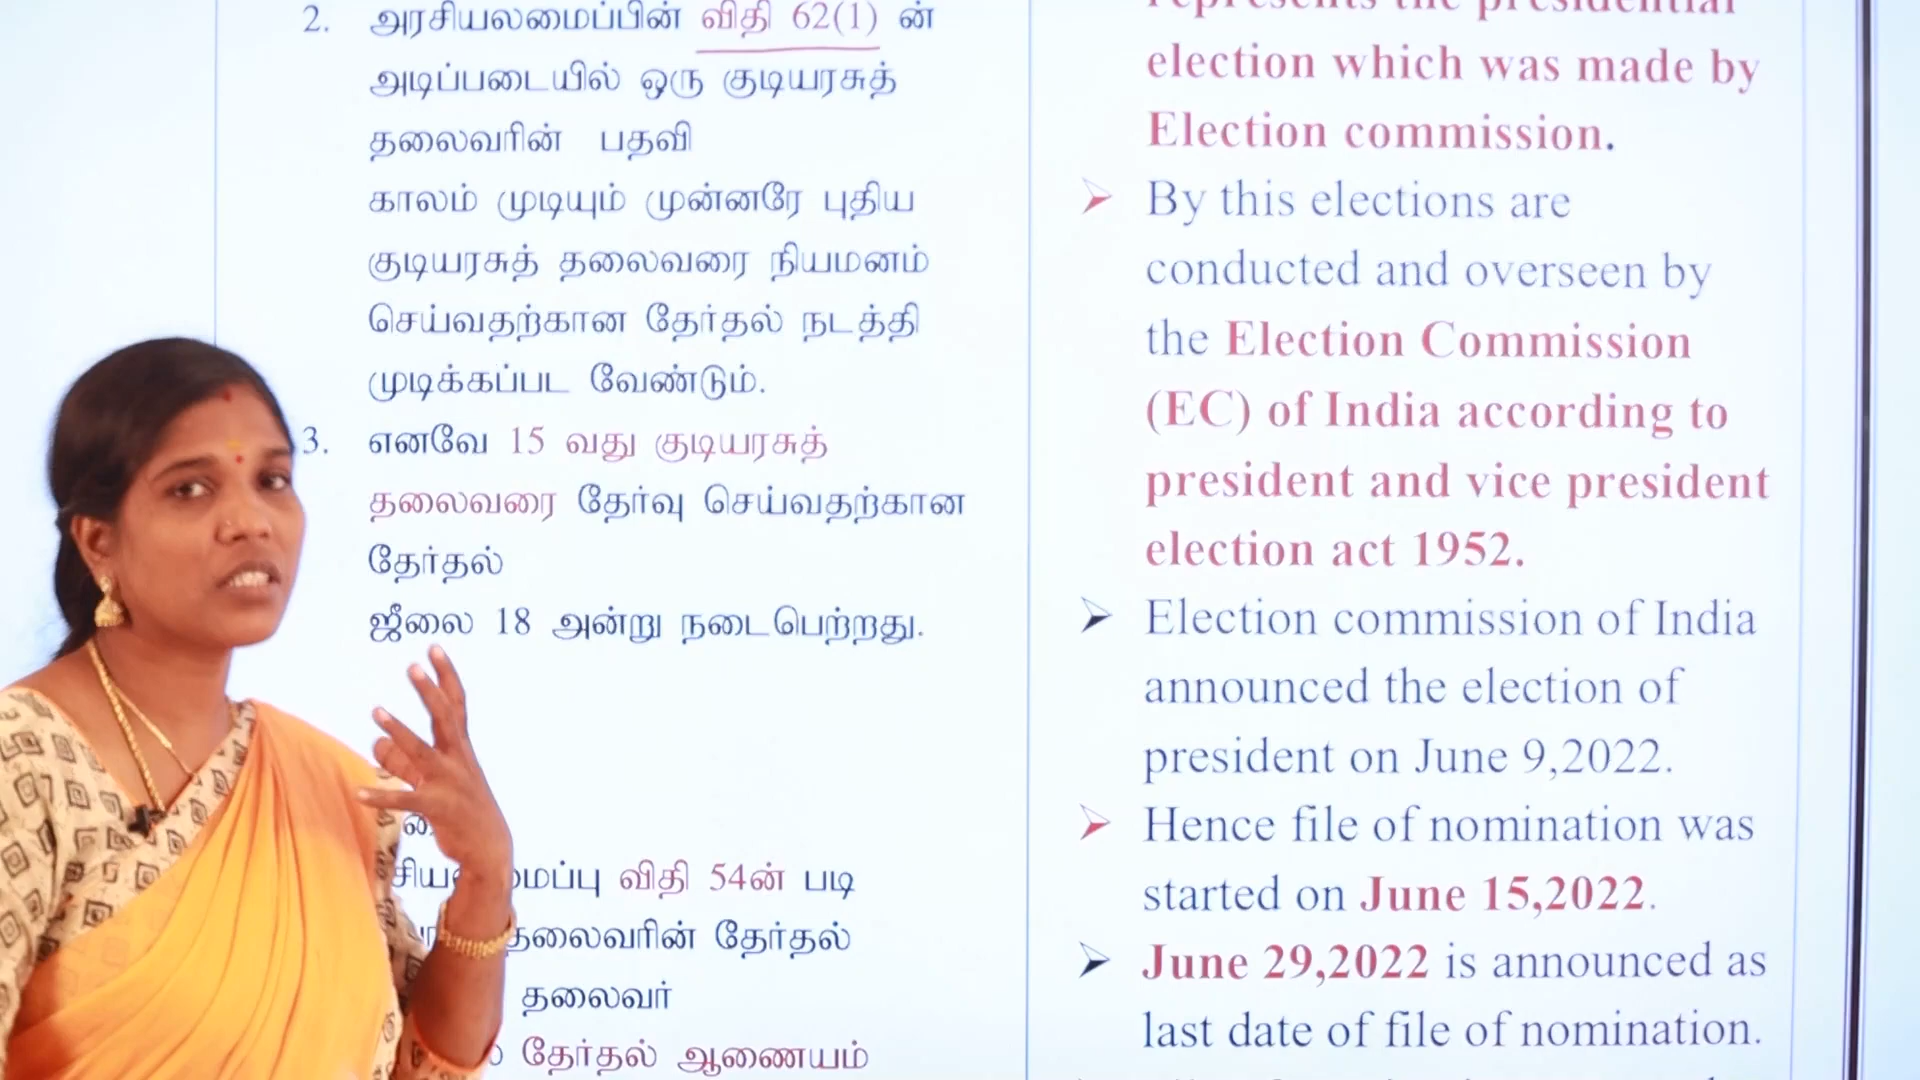 2. அரசியலமைப்பின் விதி 62(1) ன்
அடிப்படையில் ஒரு குடியரசுத்
தலைவரின் பதவி
காலம் முடியும் முன்னரே புதிய
குடியரசுத் தலைவரை நியமனம்
செய்வதற்கான தேர்தல் நடத்தி
முடிக்கப்பட வேண்டும்.
3. எனவே 15 வது குடியரசுத்
தலைவரை தேர்வு செய்வதற்கான
தேர்தல்
ஜீலை 18 அன்று நடைபெற்றது.
விதி 54ன் படி
தலைவரின் தேர்தல்
தலைவர்
தேர்தல் ஆணையம்
represents the presidential
election which was made by
Election commission.
➢ By this elections are
conducted and overseen by
the Election Commission
(EC) of India according to
president and vice president
election act 1952.
➢ Election commission of India
announced the election of
president on June 9,2022.
➢ Hence file of nomination was
started on June 15,2022.
➢ June 29,2022 is announced as
last date of file of nomination.